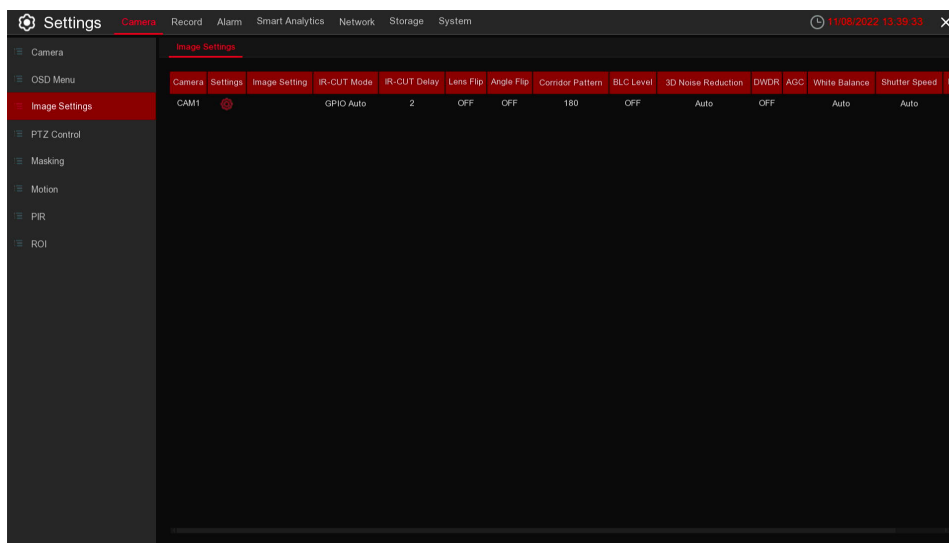 Settings Camera Record Alarm Smart Analytics Network Storage System 11/08/2022 13:39:33
Camera
OSD Menu
Image Settings
PTZ Control
Masking
Motion
PIR
ROI
Image Settings
Camera Settings Image Setting IR-CUT Mode IR-CUT Delay Lens Flip Angle Flip Corridor Pattern BLC Level 3D Noise Reduction DWDR AGC White Balance Shutter Speed
CAM1 GPIO Auto 2 OFF OFF 180 OFF Auto OFF Auto Auto